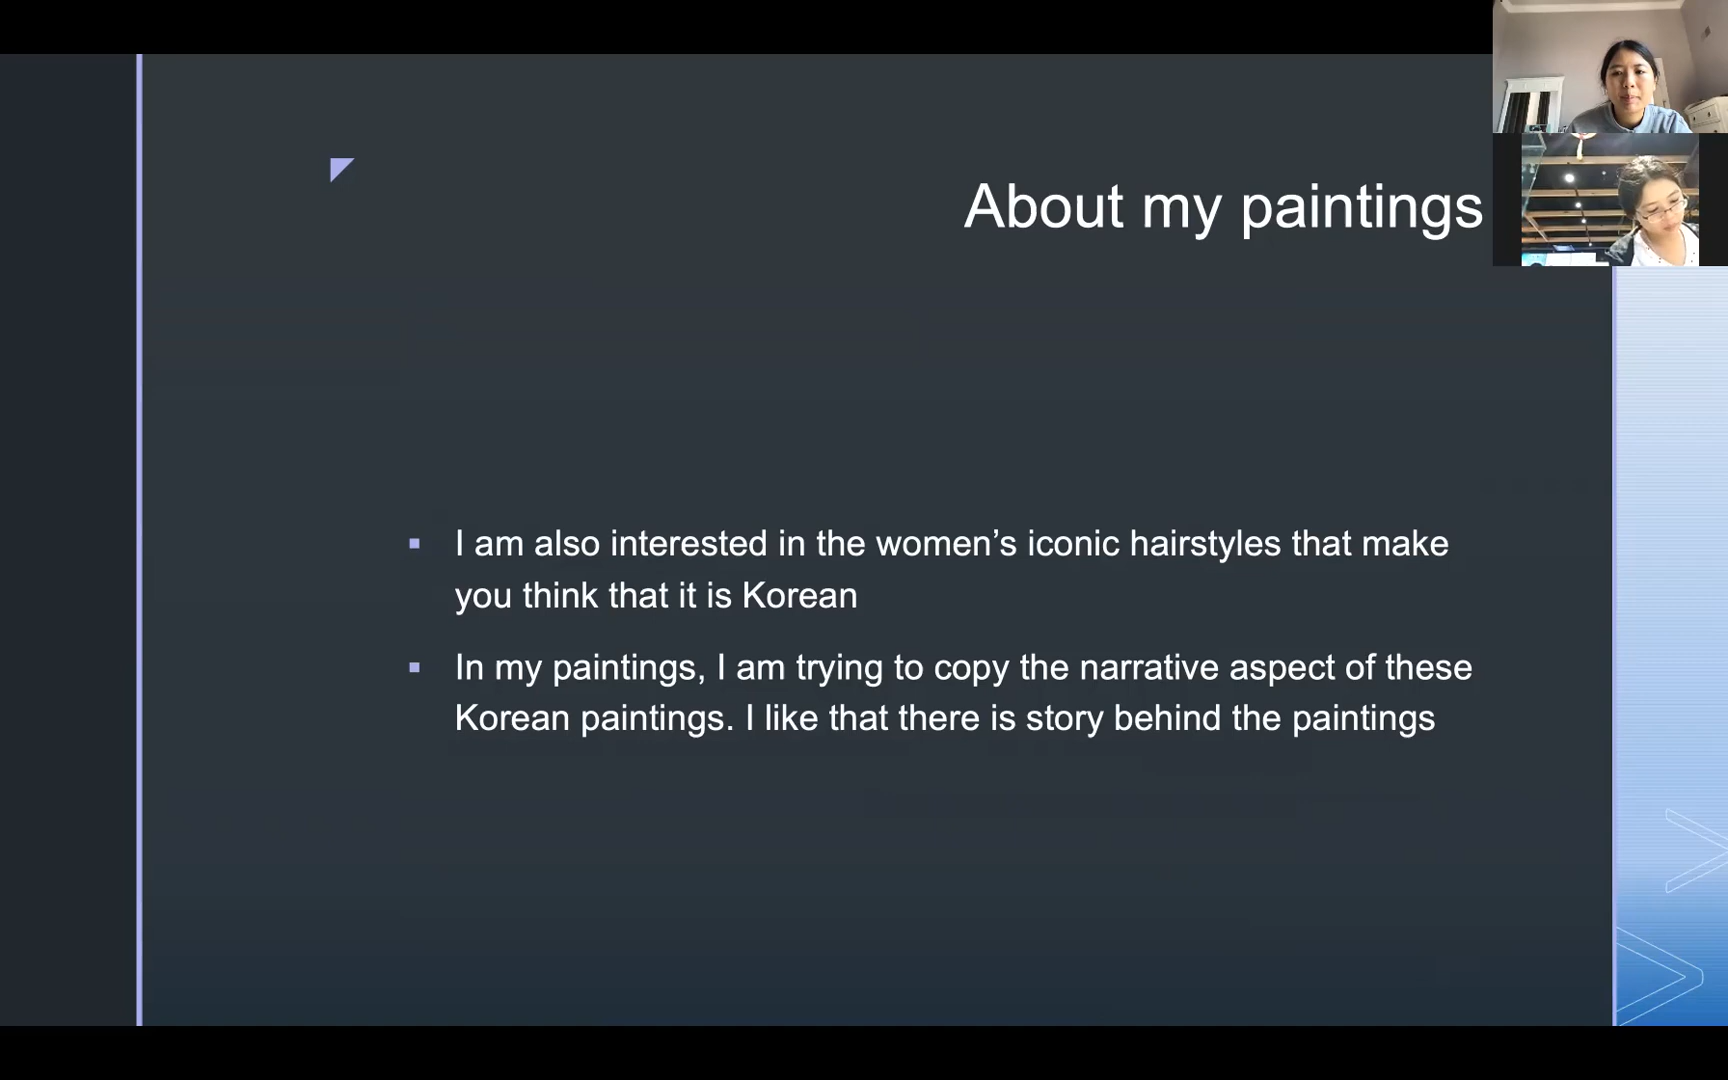 About my paintings
I am also interested in the women’s iconic hairstyles that make
you think that it is Korean
In my paintings, I am trying to copy the narrative aspect of these
Korean paintings. I like that there is story behind the paintings